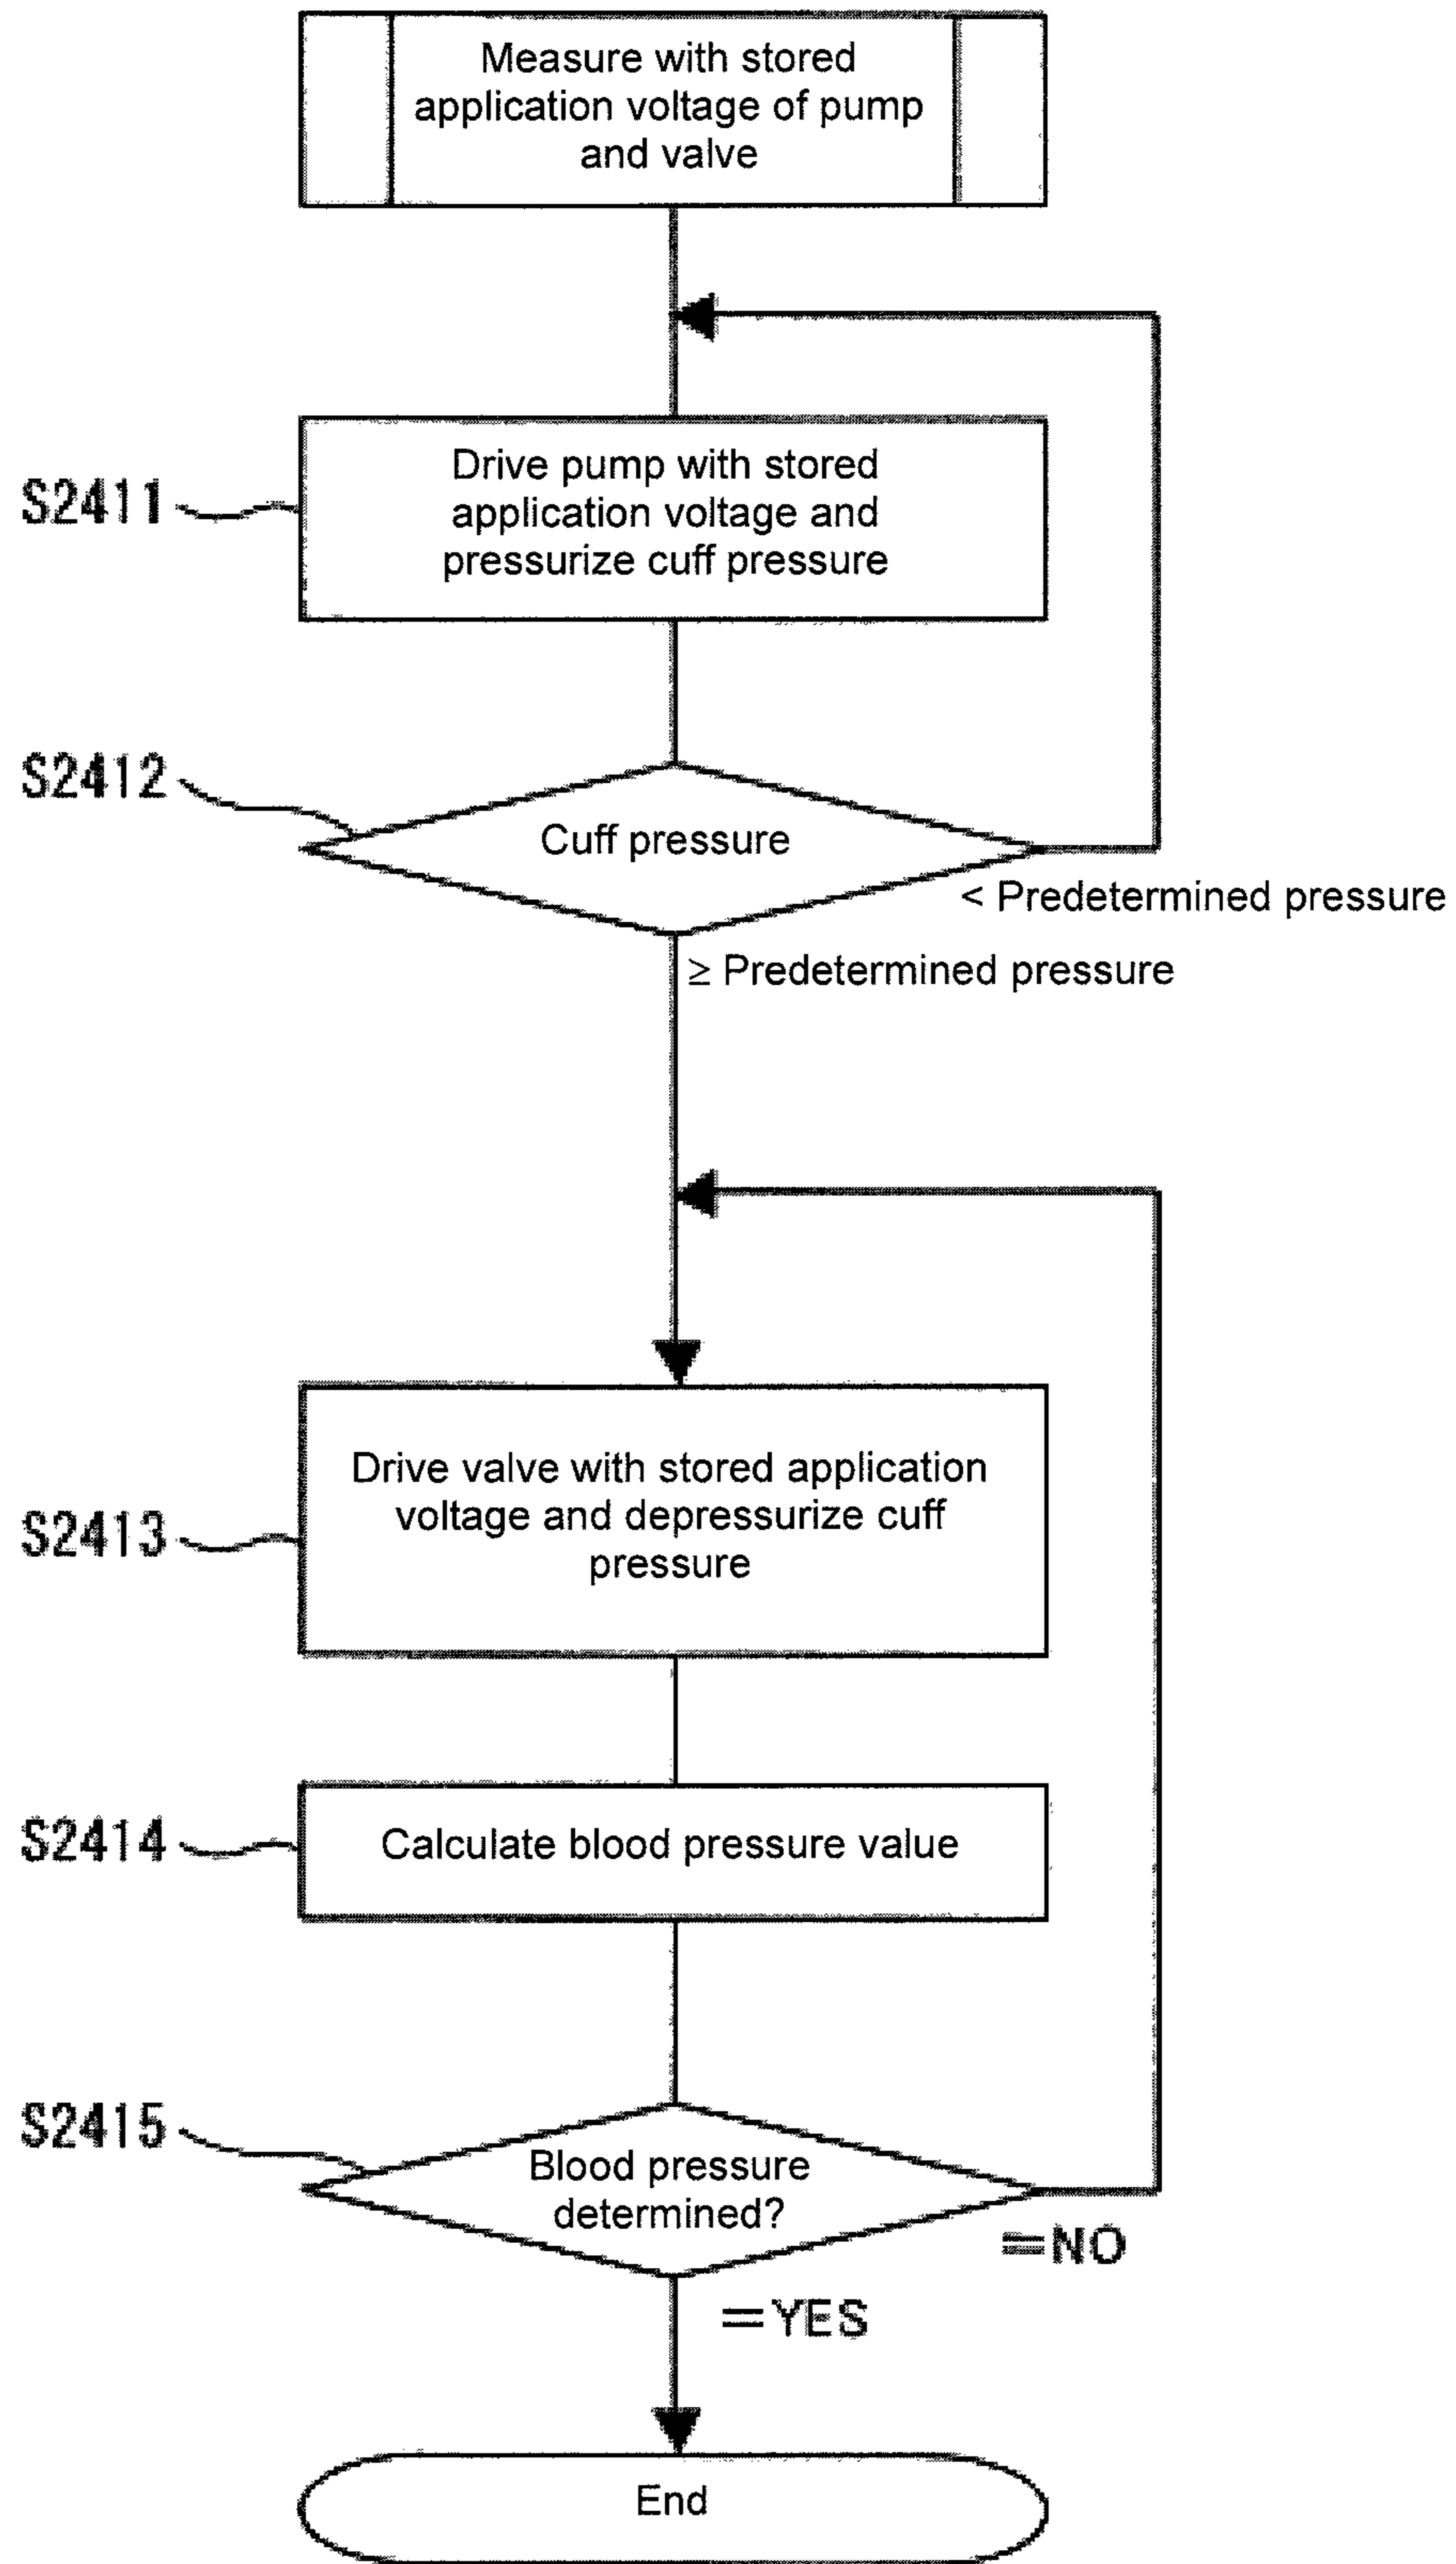 Measure with stored
application voltage of pump
and valve
S2411
Drive pump with stored
application voltage and
pressurize cuff pressure
S2412
Cuff pressure
< Predetermined pressure
≥ Predetermined pressure
S2413
Drive valve with stored application
voltage and depressurize cuff
pressure
S2414
Calculate blood pressure value
S2415
Blood pressure
determined?
=NO
=YES
End